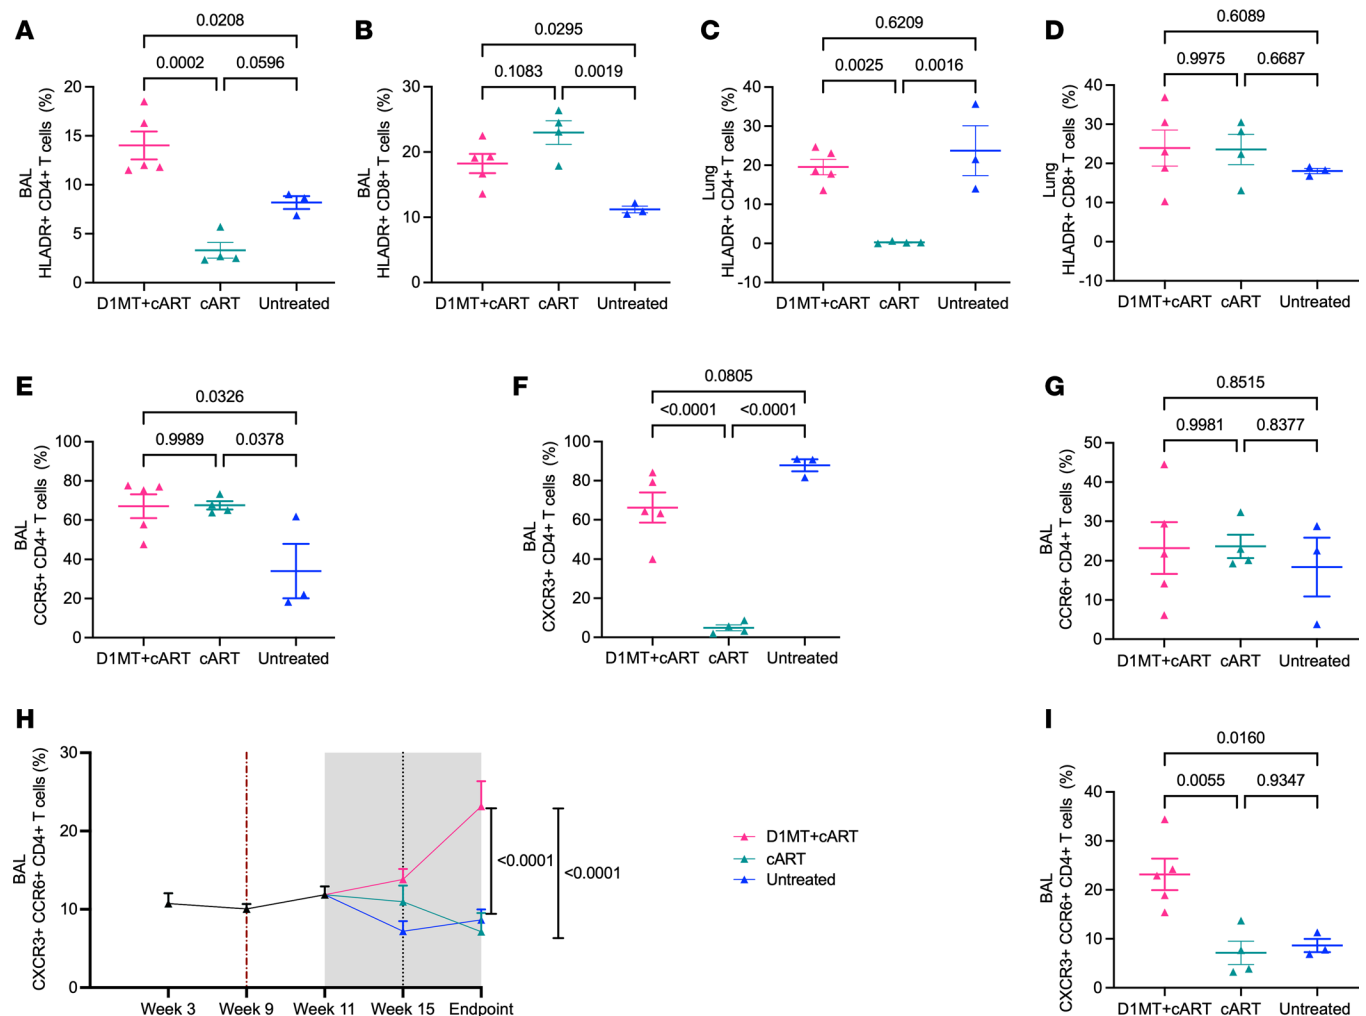 A
0.0208
0.0002
0.0596
BAL
HLADR+ CD4+ T cells (%)
20
15
10
5
0
D1MT+cART
cART
Untreated
B
0.0295
0.1083
0.0019
BAL
HLADR+ CD8+ T cells (%)
30
20
10
0
D1MT+cART
cART
Untreated
C
0.6209
0.0025
0.0016
Lung
HLADR+ CD4+ T cells (%)
40
30
20
10
0
-10
D1MT+cART
cART
Untreated
D
0.6089
0.9975
0.6687
Lung
HLADR+ CD8+ T cells (%)
40
30
20
10
0
-10
D1MT+cART
cART
Untreated
E
0.0326
0.9989
0.0378
BAL
CCR5+ CD4+ T cells (%)
100
80
60
40
20
0
D1MT+cART
cART
Untreated
F
0.0805
<0.0001
<0.0001
BAL
CXCR3+ CD4+ T cells (%)
100
80
60
40
20
0
D1MT+cART
cART
Untreated
G
0.8515
0.9981
0.8377
BAL
CCR6+ CD4+ T cells (%)
50
40
30
20
10
0
D1MT+cART
cART
Untreated
H
BAL
CXCR3+ CCR6+ CD4+ T cells (%)
30
20
10
0
Week 3
Week 9
Week 11
Week 15
Endpoint
<0.0001
<0.0001
D1MT+cART
cART
Untreated
I
0.0160
0.0055
0.9347
BAL
CXCR3+ CCR6+ CD4+ T cells (%)
40
30
20
10
0
D1MT+cART
cART
Untreated